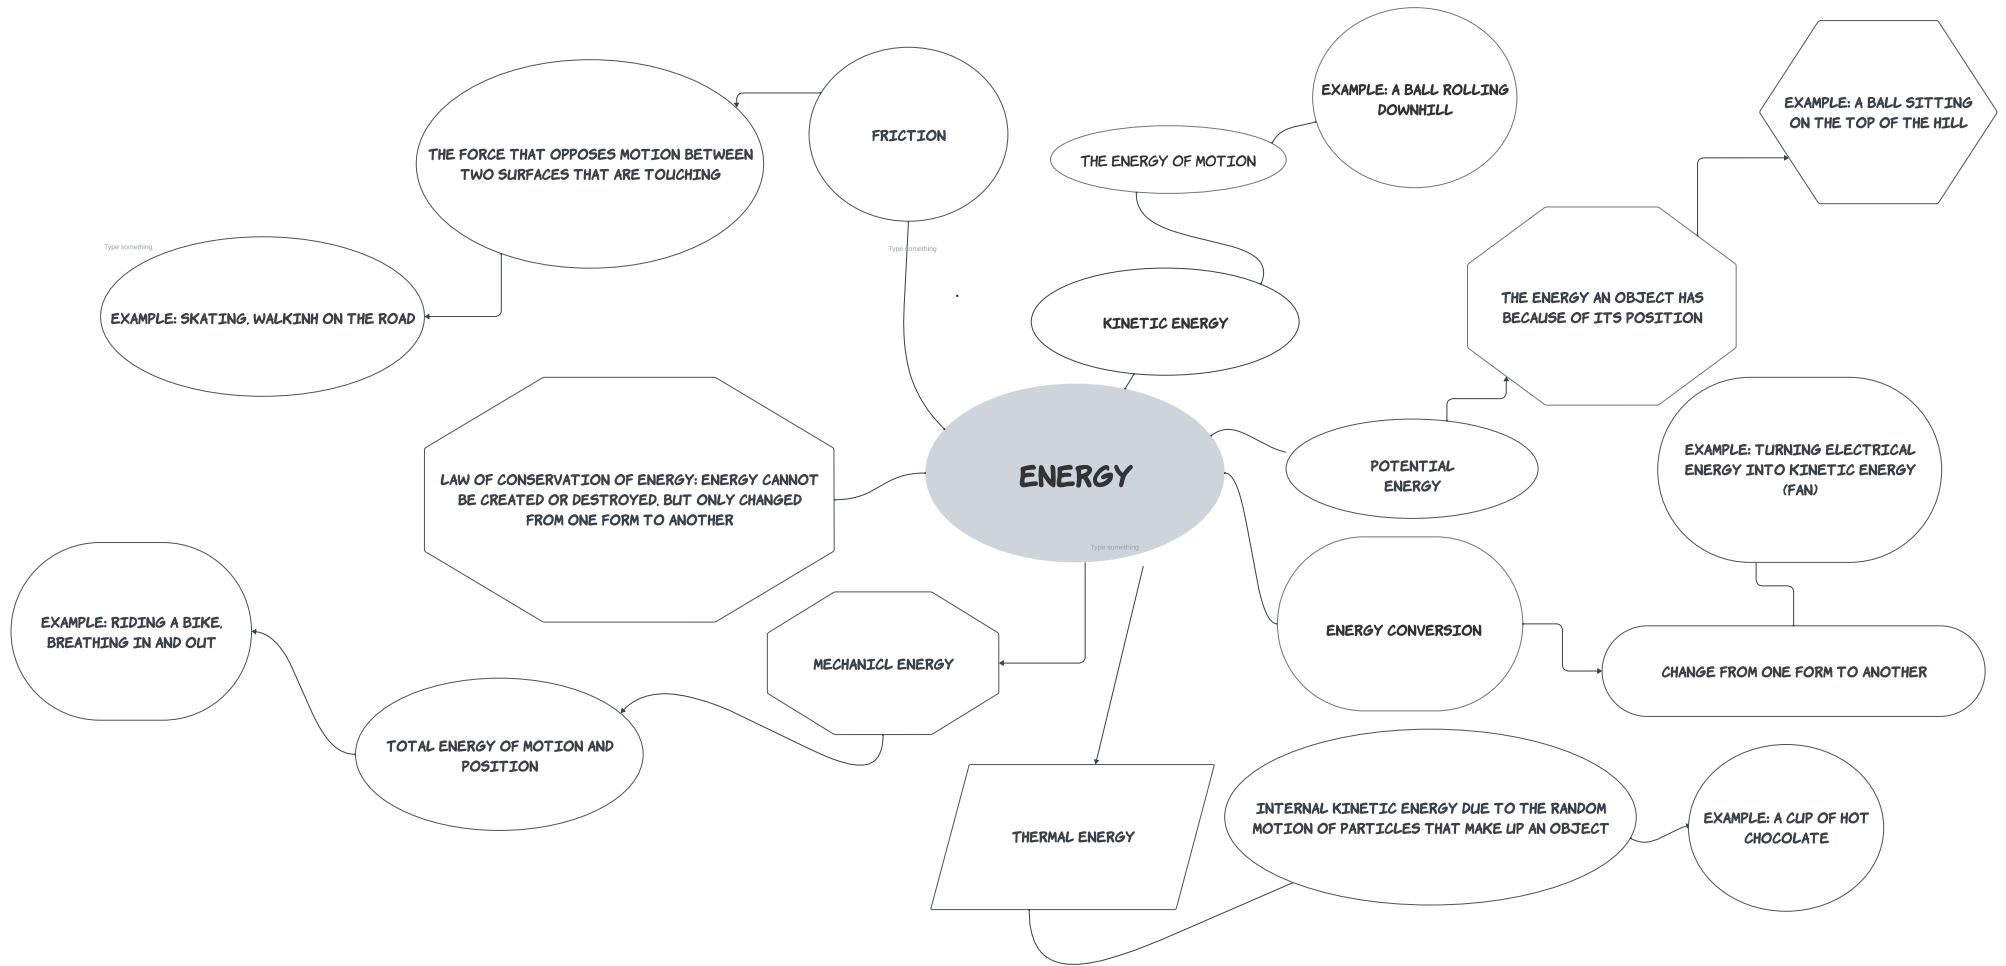 EXAMPLE: A BALL ROLLING
DOWNHILL
EXAMPLE: A BALL SITTING
ON THE TOP OF THE HILL
FRICTION
THE FORCE THAT OPPOSES MOTION BETWEEN
TWO SURFACES THAT ARE TOUCHING
THE ENERGY OF MOTION
Type something
Type something
EXAMPLE: SKATING, WALKINH ON THE ROAD
KINETIC ENERGY
THE ENERGY AN OBJECT HAS
BECAUSE OF ITS POSITION
LAW OF CONSERVATION OF ENERGY: ENERGY CANNOT
BE CREATED OR DESTROYED, BUT ONLY CHANGED
FROM ONE FORM TO ANOTHER
ENERGY
Type something
POTENTIAL
ENERGY
EXAMPLE: TURNING ELECTRICAL
ENERGY INTO KINETIC ENERGY
(FAN)
EXAMPLE: RIDING A BIKE,
BREATHING IN AND OUT
MECHANICL ENERGY
ENERGY CONVERSION
CHANGE FROM ONE FORM TO ANOTHER
TOTAL ENERGY OF MOTION AND
POSITION
THERMAL ENERGY
INTERNAL KINETIC ENERGY DUE TO THE RANDOM
MOTION OF PARTICLES THAT MAKE UP AN OBJECT
EXAMPLE: A CUP OF HOT
CHOCOLATE